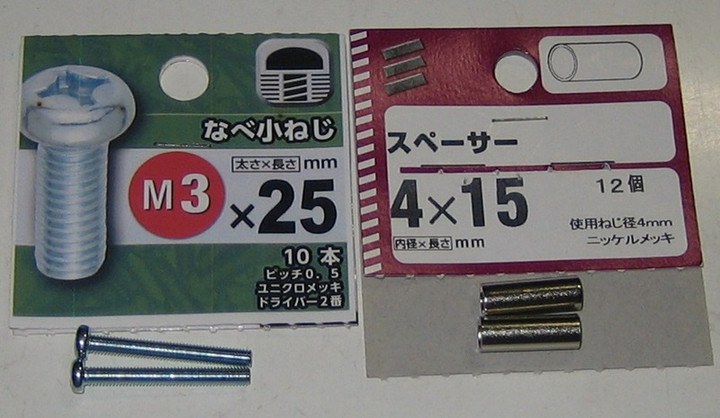 なべ小ねじ
太さ×長さ mm
M3×25
10本
ピッチ0.5
ユニクロメッキ
ドライバー2番
スペーサー
4×15
内径×長さ mm
12個
使用ねじ径4mm
ニッケルメッキ